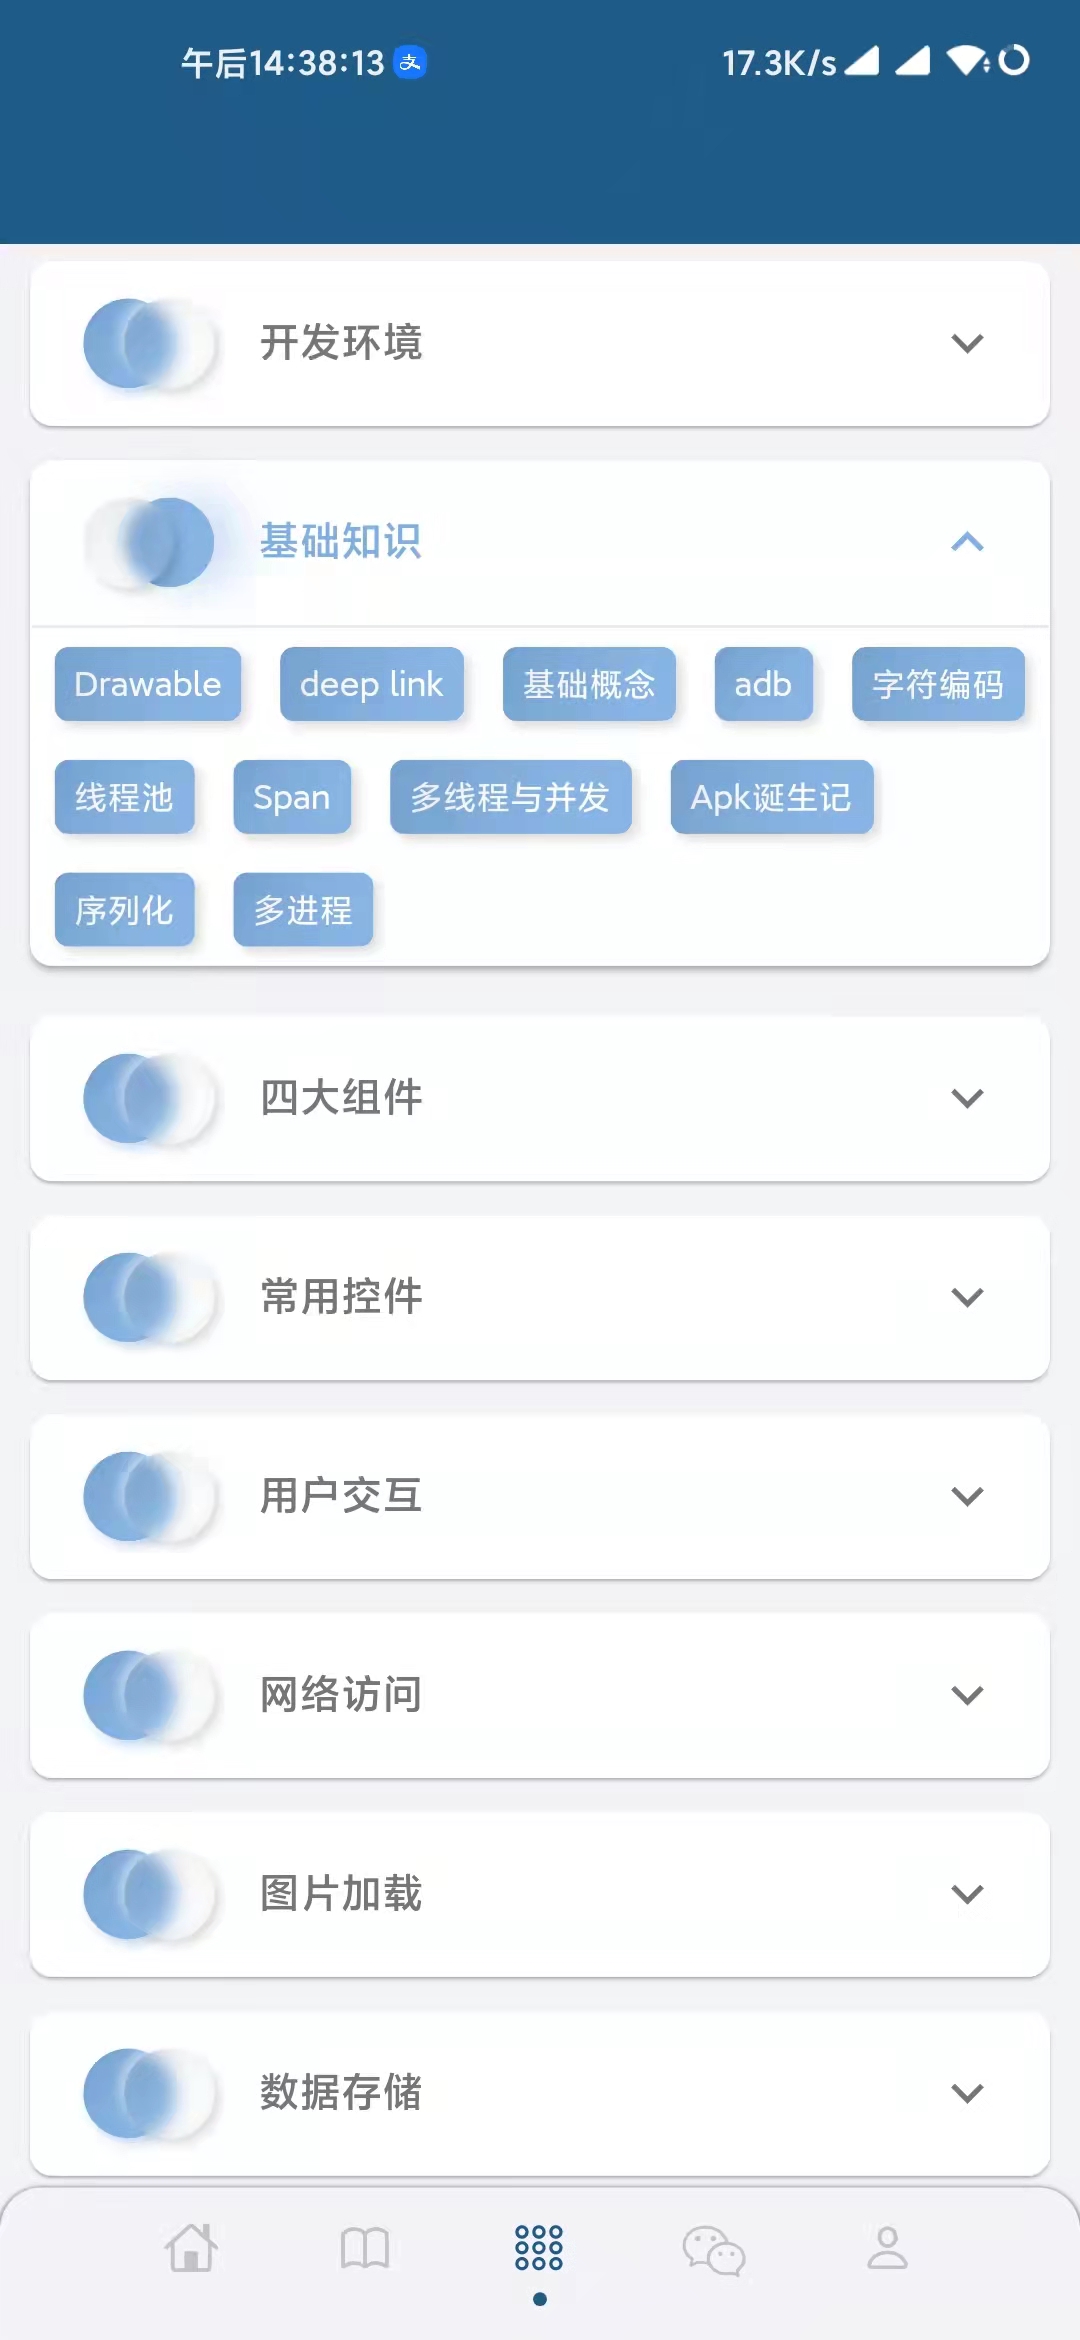 午后14:38:13 支 17.3K/s
开发环境
基础知识
Drawable deep link 基础概念 adb 字符编码
线程池 Span 多线程与并发 Apk诞生记
序列化 多进程
四大组件
常用控件
用户交互
网络访问
图片加载
数据存储